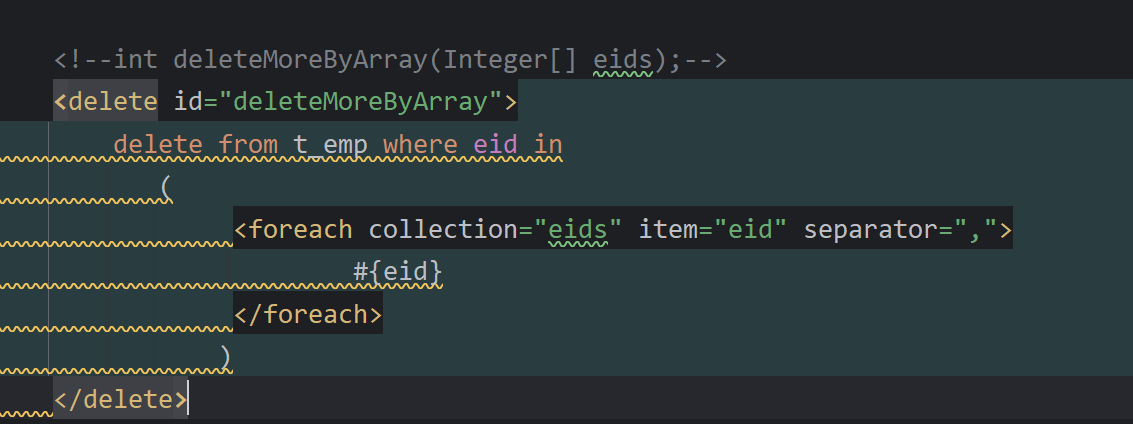 <!--int deleteMoreByArray(Integer[] eids);-->
<delete id="deleteMoreByArray">
delete from t_emp where eid in
(
<foreach collection="eids" item="eid" separator=",">
#{eid}
</foreach>
)
</delete>